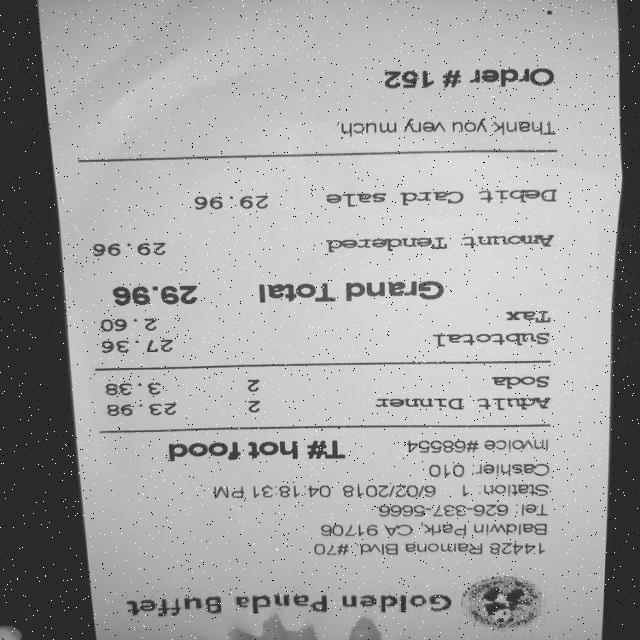 Golden Panda Buffet
14428 Ramona Blvd. #70
Baldwin Park, CA 91706
Tel: 626-337-5666
Station: 1 6/02/2018 04:18:31 PM
Cashier: 010
Invoice #68554 T# hot food
Adult Dinner 2 23.98
Soda 2 3.38
Subtotal 27.36
Tax 2.60
Grand Total 29.96
Amount Tendered 29.96
Debit Card sale 29.96
Thank you very much
Order # 152